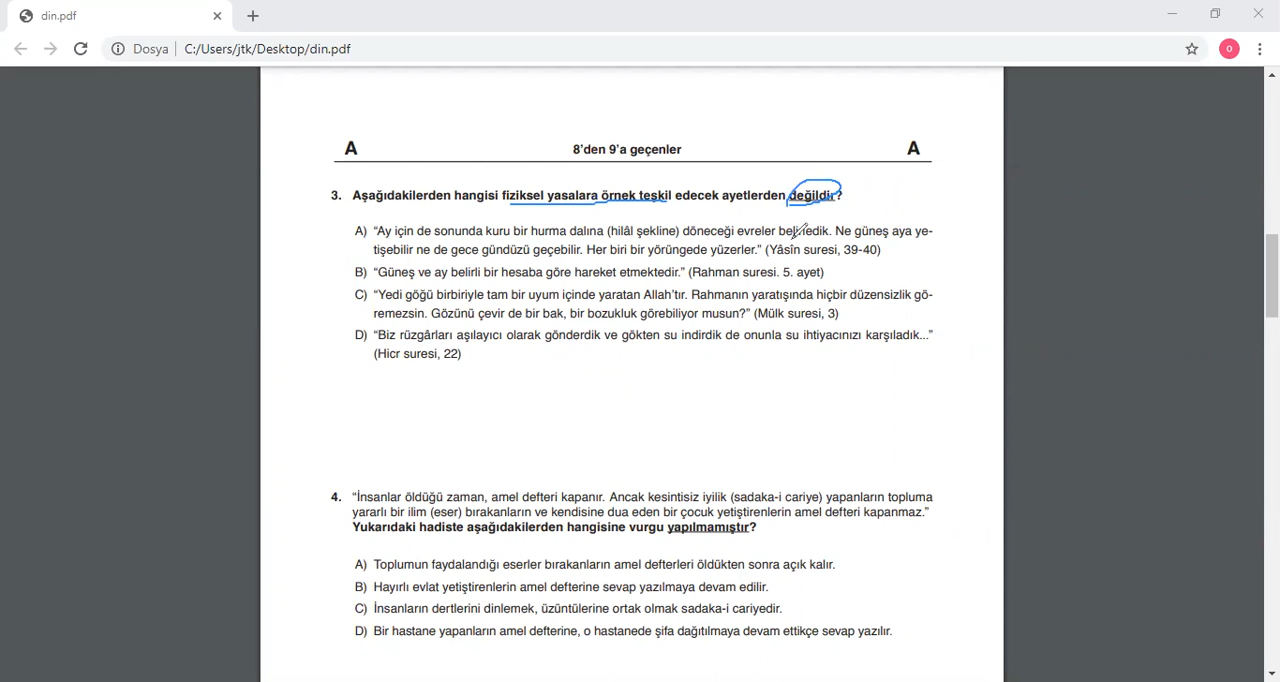 din.pdf
Dosya
C:/Users/jtk/Desktop/din.pdf
O
A 8'den 9'a geçenler A
3. Aşağıdakilerden hangisi fiziksel yasalara örnek teşkil edecek ayetlerden değildir?
A) “Ay için de sonunda kuru bir hurma dalına (hilâl şekline) döneceği evreler belirledik. Ne güneş aya ye-
tişebilir ne de gece gündüzü geçebilir. Her biri bir yörüngede yüzerler.” (Yâsîn suresi, 39-40)
B) “Güneş ve ay belirli bir hesaba göre hareket etmektedir.” (Rahman suresi. 5. ayet)
C) “Yedi göğü birbiriyle tam bir uyum içinde yaratan Allah’tır. Rahmanın yaratışında hiçbir düzensizlik gö-
remezsin. Gözünü çevir de bir bak, bir bozukluk görebiliyor musun?” (Mülk suresi, 3)
D) “Biz rüzgârları aşılayıcı olarak gönderdik ve gökten su indirdik de onunla su ihtiyacınızı karşıladık...”
(Hicr suresi, 22)
4. “İnsanlar öldüğü zaman, amel defteri kapanır. Ancak kesintisiz iyilik (sadaka-i cariye) yapanların topluma
yararlı bir ilim (eser) bırakanların ve kendisine dua eden bir çocuk yetiştirenlerin amel defteri kapanmaz.”
Yukarıdaki hadiste aşağıdakilerden hangisine vurgu yapılmamıştır?
A) Toplumun faydalandığı eserler bırakanların amel defterleri öldükten sonra açık kalır.
B) Hayırlı evlat yetiştirenlerin amel defterine sevap yazılmaya devam edilir.
C) İnsanların dertlerini dinlemek, üzüntülerine ortak olmak sadaka-i cariyedir.
D) Bir hastane yapanların amel defterine, o hastanede şifa dağıtılmaya devam ettikçe sevap yazılır.